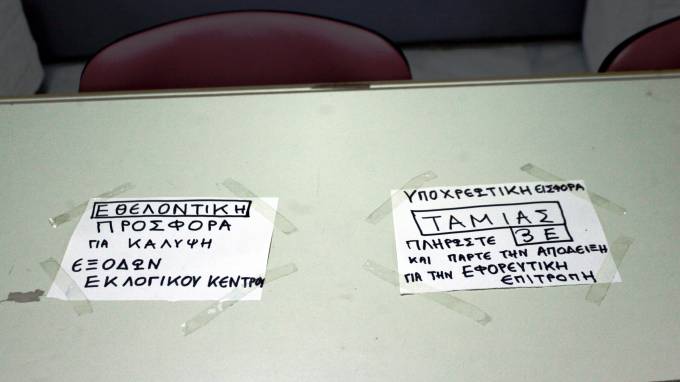 ΕΘΕΛΟΝΤΙΚΗ
ΠΡΟΣΦΟΡΑ
ΓΙΑ ΚΑΛΥΨΗ
ΕΞΟΔΩΝ
ΕΚΛΟΓΙΚΟΥ ΚΕΝΤΡΟΥ
ΥΠΟΧΡΕΩΤΙΚΗ ΕΙΣΦΟΡΑ
ΤΑΜΙΑΣ
ΠΛΗΡΩΣΤΕ 3Ε
ΚΑΙ ΠΑΡΤΕ ΤΗΝ ΑΠΟΔΕΙΞΗ
ΓΙΑ ΤΗΝ ΕΦΟΡΕΥΤΙΚΗ
ΕΠΙΤΡΟΠΗ